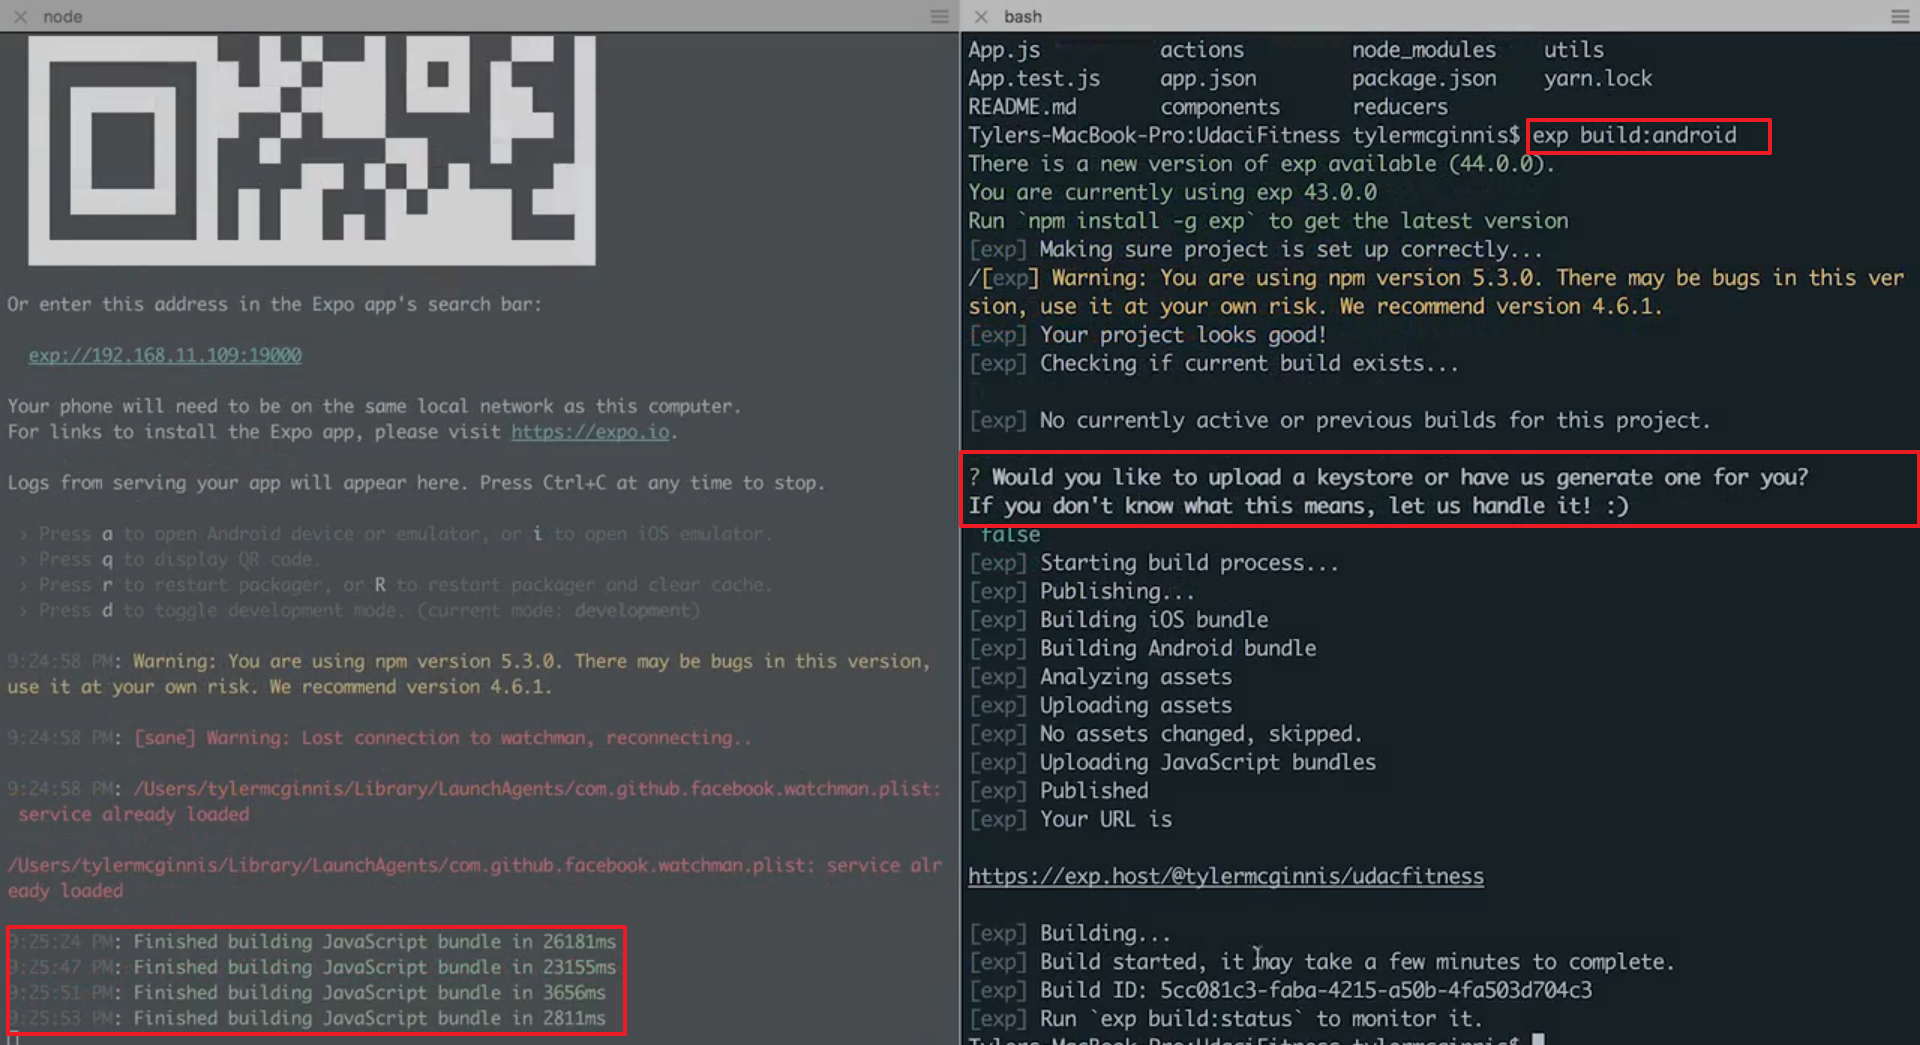 node
Or enter this address in the Expo app's search bar:
exp://192.168.11.109:19000
Your phone will need to be on the same local network as this computer.
For links to install the Expo app, please visit https://expo.io.
Logs from serving your app will appear here. Press Ctrl+C at any time to stop.
› Press a to open Android device or emulator, or i to open iOS emulator.
› Press q to display QR code.
› Press r to restart packager, or R to restart packager and clear cache.
› Press d to toggle development mode. (current mode: development)
9:24:58 PM: Warning: You are using npm version 5.3.0. There may be bugs in this version,
use it at your own risk. We recommend version 4.6.1.
9:24:58 PM: [sane] Warning: Lost connection to watchman, reconnecting..
9:24:58 PM: /Users/tylermcginnis/Library/LaunchAgents/com.github.facebook.watchman.plist:
service already loaded
/Users/tylermcginnis/Library/LaunchAgents/com.github.facebook.watchman.plist: service alr
eady loaded
9:25:24 PM: Finished building JavaScript bundle in 26181ms
9:25:47 PM: Finished building JavaScript bundle in 23155ms
9:25:51 PM: Finished building JavaScript bundle in 3656ms
9:25:53 PM: Finished building JavaScript bundle in 2811ms
bash
App.js actions node_modules utils
App.test.js app.json package.json yarn.lock
README.md components reducers
Tylers-MacBook-Pro:UdaciFitness tylermcginnis$ exp build:android
There is a new version of exp available (44.0.0).
You are currently using exp 43.0.0
Run `npm install -g exp` to get the latest version
[exp] Making sure project is set up correctly...
/[exp] Warning: You are using npm version 5.3.0. There may be bugs in this ver
sion, use it at your own risk. We recommend version 4.6.1.
[exp] Your project looks good!
[exp] Checking if current build exists...
[exp] No currently active or previous builds for this project.
? Would you like to upload a keystore or have us generate one for you?
If you don't know what this means, let us handle it! :)
false
[exp] Starting build process...
[exp] Publishing...
[exp] Building iOS bundle
[exp] Building Android bundle
[exp] Analyzing assets
[exp] Uploading assets
[exp] No assets changed, skipped.
[exp] Uploading JavaScript bundles
[exp] Published
[exp] Your URL is
https://exp.host/@tylermcginnis/udacfitness
[exp] Building...
[exp] Build started, it may take a few minutes to complete.
[exp] Build ID: 5cc081c3-faba-4215-a50b-4fa503d704c3
[exp] Run `exp build:status` to monitor it.
Tylers-MacBook-Pro:UdaciFitness tylermcginnis$